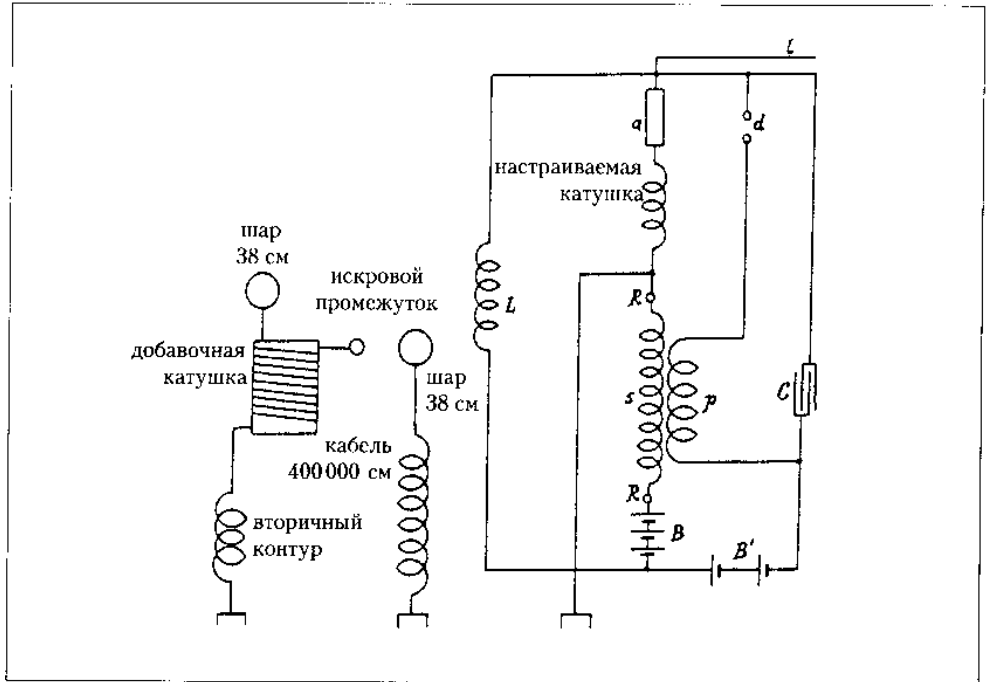 l
a
d
настраиваемая
катушка
шар
38 см
искровой
промежуток
L
R
добавочная
катушка
шар
38 см
s
p
C
кабель
400 000 см
R
вторичный
контур
B
B'